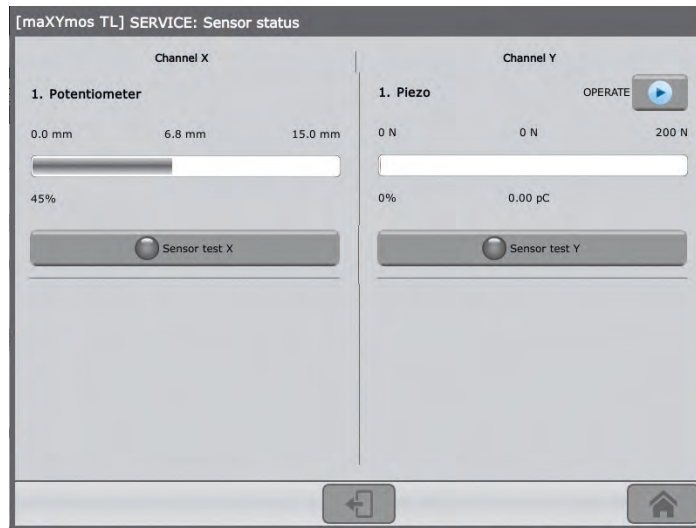 [maXYmos TL] SERVICE: Sensor status
Channel X
1. Potentiometer
0.0 mm 6.8 mm 15.0 mm
45%
Sensor test X
Channel Y
1. Piezo OPERATE
0 N 0 N 200 N
0% 0.00 pC
Sensor test Y